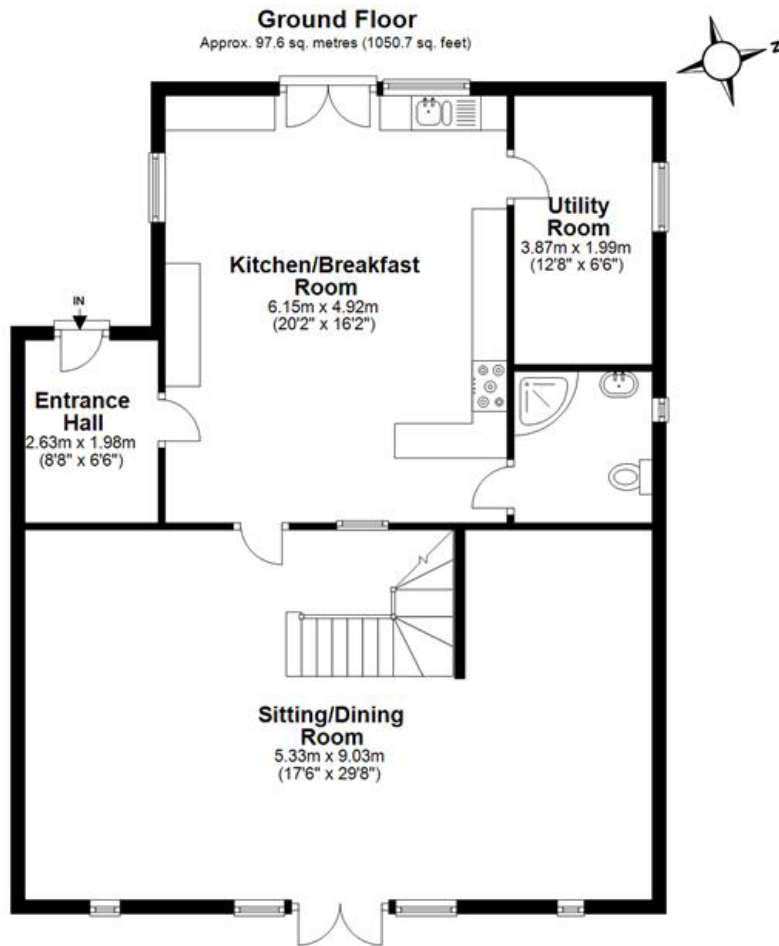 Ground Floor
Approx. 97.6 sq. metres (1050.7 sq. feet)
N
Utility
Room
3.87m x 1.99m
(12'8" x 6'6")
Kitchen/Breakfast
Room
6.15m x 4.92m
(20'2" x 16'2")
IN
Entrance
Hall
2.63m x 1.98m
(8'8" x 6'6")
N
Sitting/Dining
Room
5.33m x 9.03m
(17'6" x 29'8")